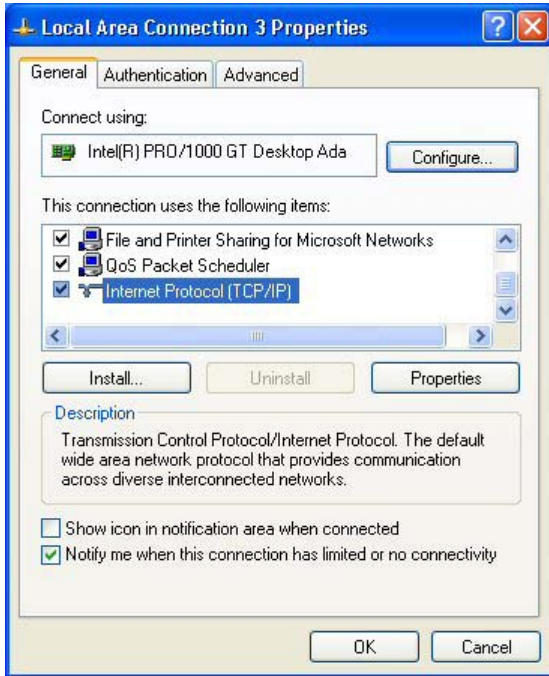 Local Area Connection 3 Properties
General Authentication Advanced
Connect using:
Intel(R) PRO/1000 GT Desktop Ada
Configure...
This connection uses the following items:
File and Printer Sharing for Microsoft Networks
QoS Packet Scheduler
Internet Protocol (TCP/IP)
Install... Uninstall Properties
Description
Transmission Control Protocol/Internet Protocol. The default
wide area network protocol that provides communication
across diverse interconnected networks.
Show icon in notification area when connected
Notify me when this connection has limited or no connectivity
OK Cancel